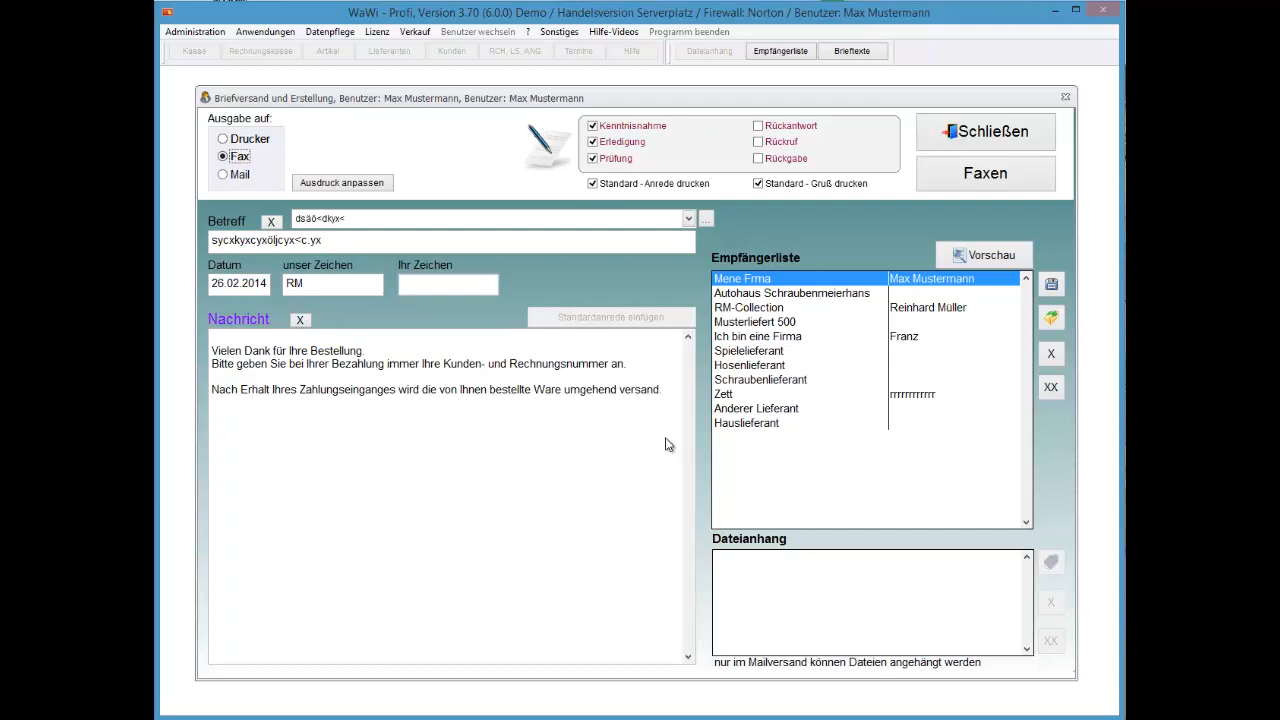 WaWi - Profi, Version 3.70 (6.0.0) Demo / Handelsversion Serverplatz / Firewall: Norton / Benutzer: Max Mustermann
Administration Anwendungen Datenpflege Lizenz Verkauf Benutzer wechseln ? Sonstiges Hilfe-Videos Programm beenden
Kasse Rechnungskasse Artikel Lieferanten Kunden RCH, LS, ANG Termine Hilfe Dateianhang Empfängerliste Brieftexte
Briefversand und Erstellung, Benutzer: Max Mustermann, Benutzer: Max Mustermann
Ausgabe auf:
Drucker
Fax
Mail
Ausdruck anpassen
Kenntnisnahme Rückantwort
Erledigung Rückruf
Prüfung Rückgabe
Standard - Anrede drucken Standard - Gruß drucken
Schließen
Faxen
Betreff X dsäö<dkyx< ...
sycxkyxcyxöljcyx<c.yx
Datum unser Zeichen Ihr Zeichen
26.02.2014 RM
Nachricht X Standardanrede einfügen
Vielen Dank für Ihre Bestellung.
Bitte geben Sie bei Ihrer Bezahlung immer Ihre Kunden- und Rechnungsnummer an.
Nach Erhalt Ihres Zahlungseinganges wird die von Ihnen bestellte Ware umgehend versand.
Empfängerliste Vorschau
Mene Frma Max Mustermann
Autohaus Schraubenmeierhans
RM-Collection Reinhard Müller
Musterliefert 500
Ich bin eine Firma Franz
Spielelieferant
Hosenlieferant
Schraubenlieferant
Zett rrrrrrrrrrrr
Anderer Lieferant
Hauslieferant
X
XX
Dateianhang
X
XX
nur im Mailversand können Dateien angehängt werden